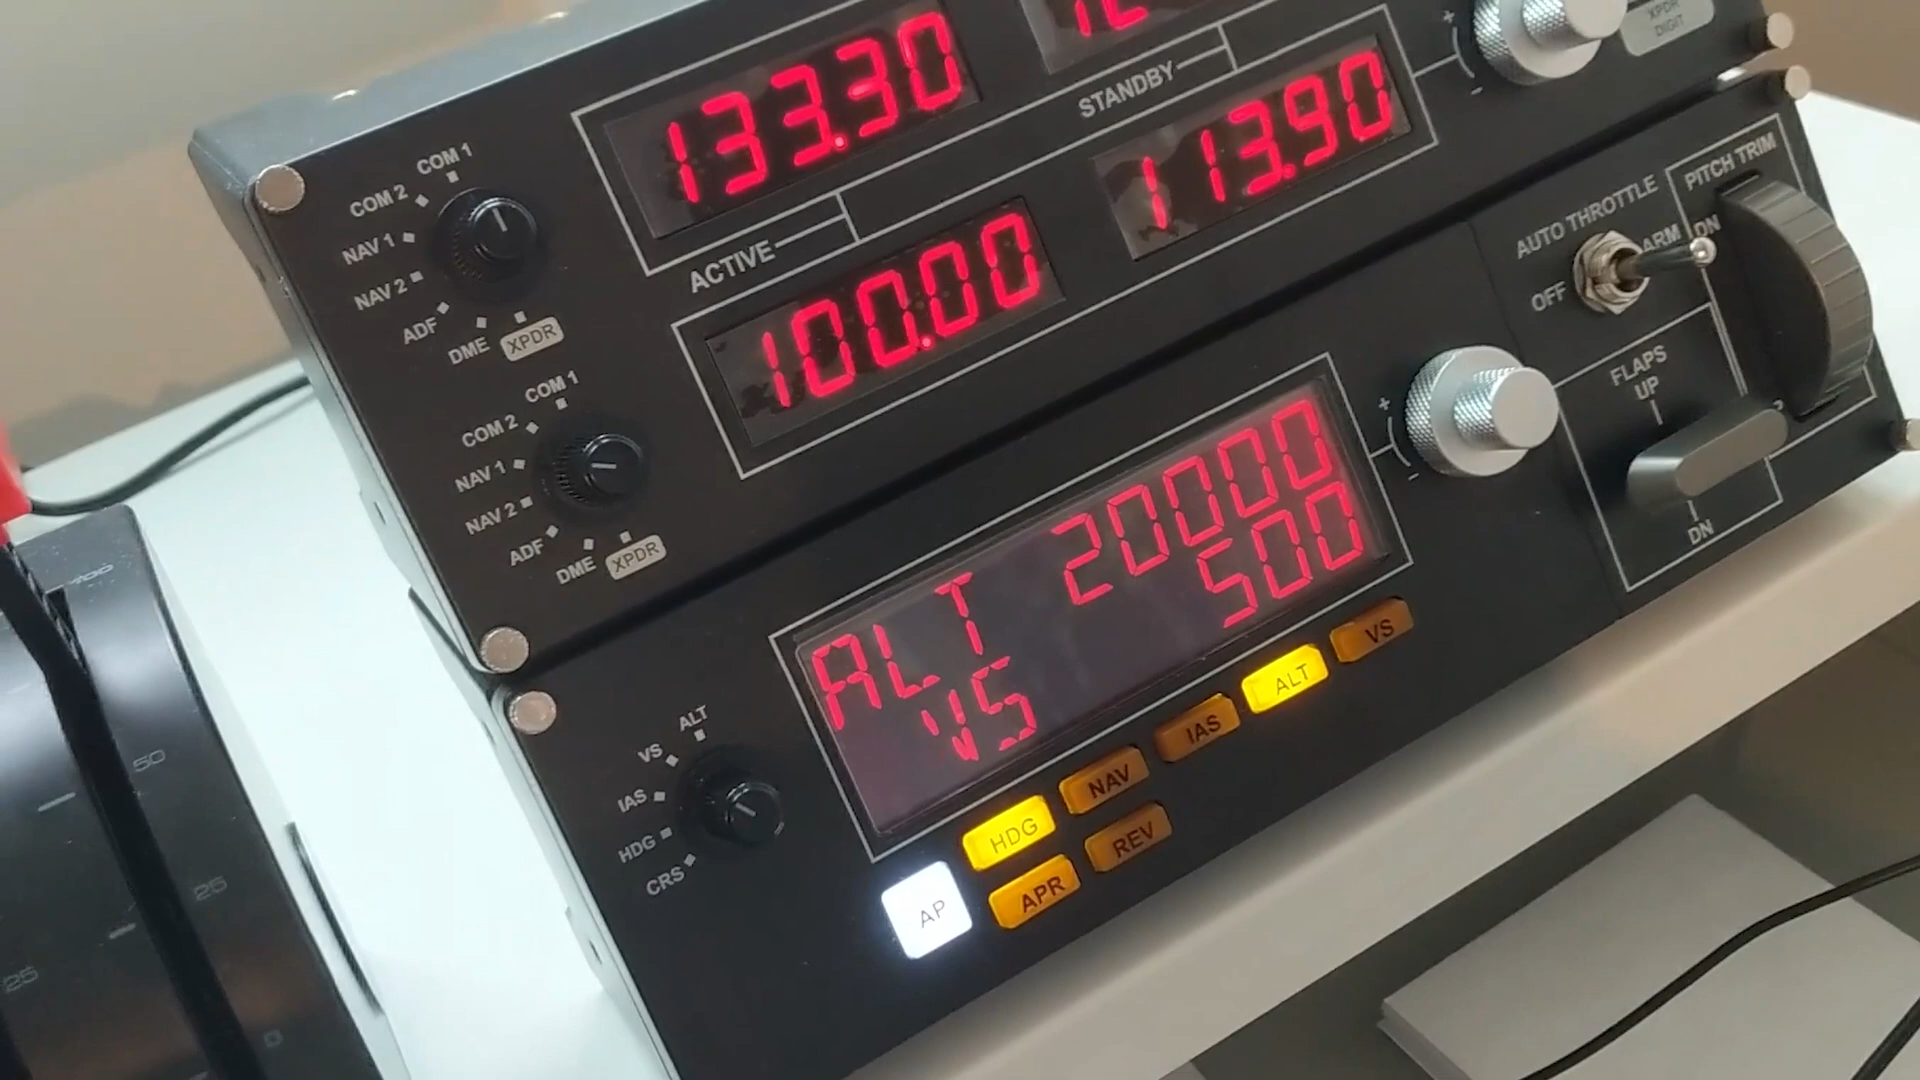 133.30
STANDBY
XPDR
DIGIT
ACTIVE
100.00
113.90
COM 1
COM 2
NAV 1
NAV 2
ADF
DME
XPDR
COM 1
COM 2
NAV 1
NAV 2
ADF
DME
XPDR
AUTO THROTTLE
OFF
ARM
PITCH TRIM
DN
FLAPS
UP
DN
ALT 20000
VS 500
+
-
ALT
VS
IAS
HDG
CRS
AP
HDG
NAV
IAS
ALT
VS
APR
REV
100
50
25
25